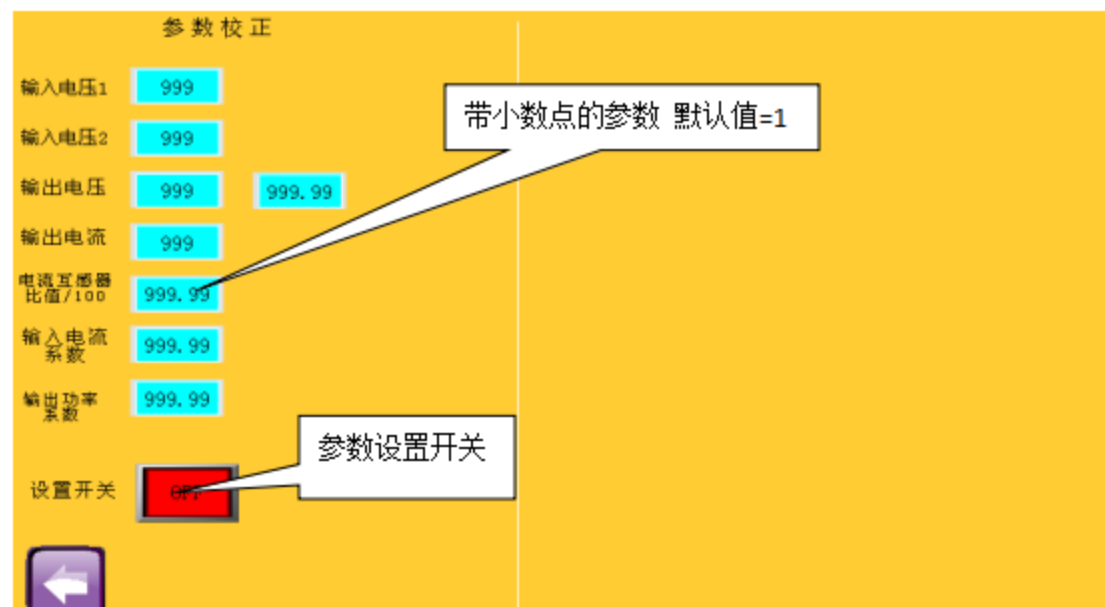 参数校正
输入电压1 999
带小数点的参数 默认值=1
输入电压2 999
输出电压 999 999.99
输出电流 999
电流互感器
比值/100 999.99
输入电流
系数 999.99
输出功率
系数 999.99
参数设置开关
设置开关 OFF